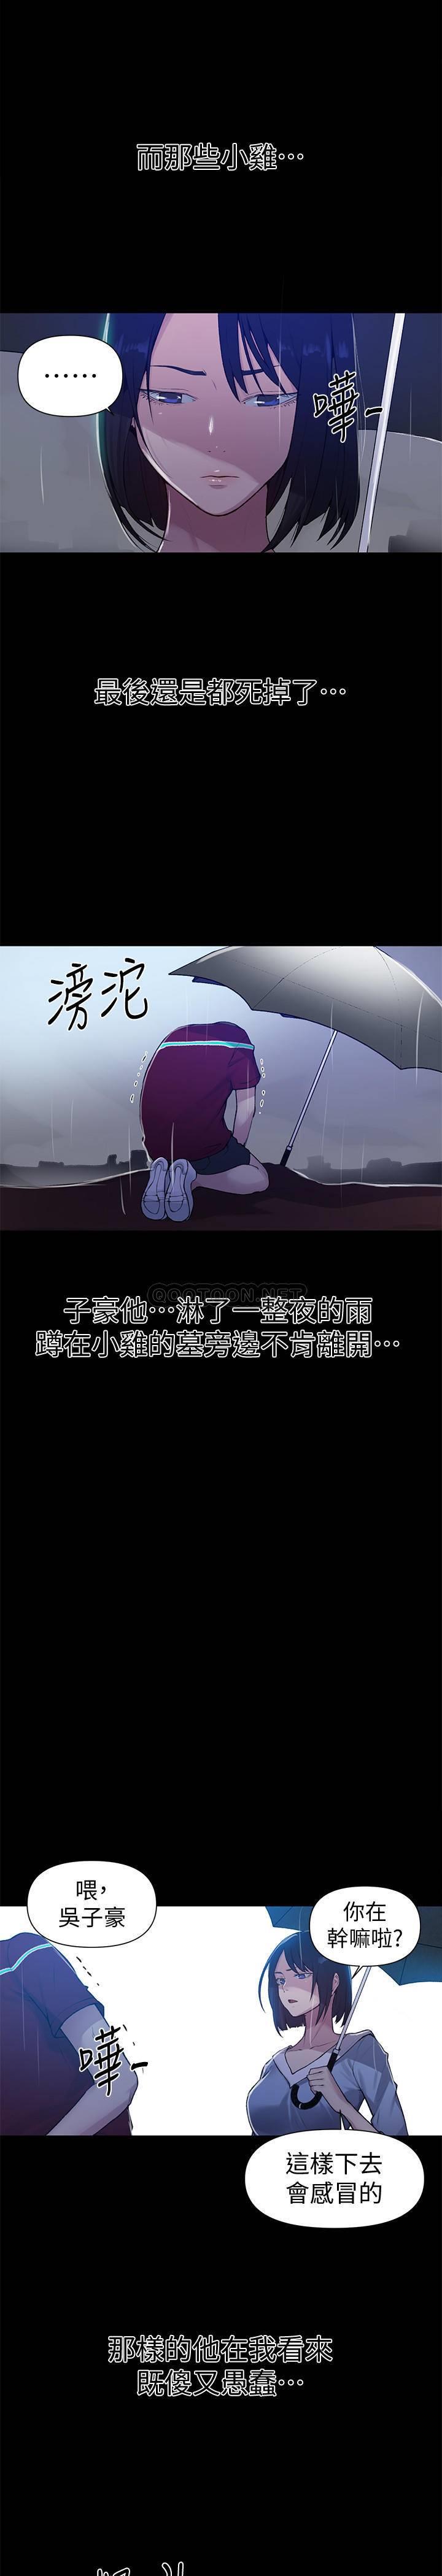 而那些小雞⋯
⋯⋯
嘩-
最後還是都死掉了⋯
滂沱
QOOTOON.NET
子豪他⋯淋了一整夜的雨
蹲在小雞的墓旁邊不肯離開⋯
喂,
吳子豪
你在
幹嘛啦?
嘩-
這樣下去
會感冒的
那樣的他在我看來
既傻又愚蠢⋯